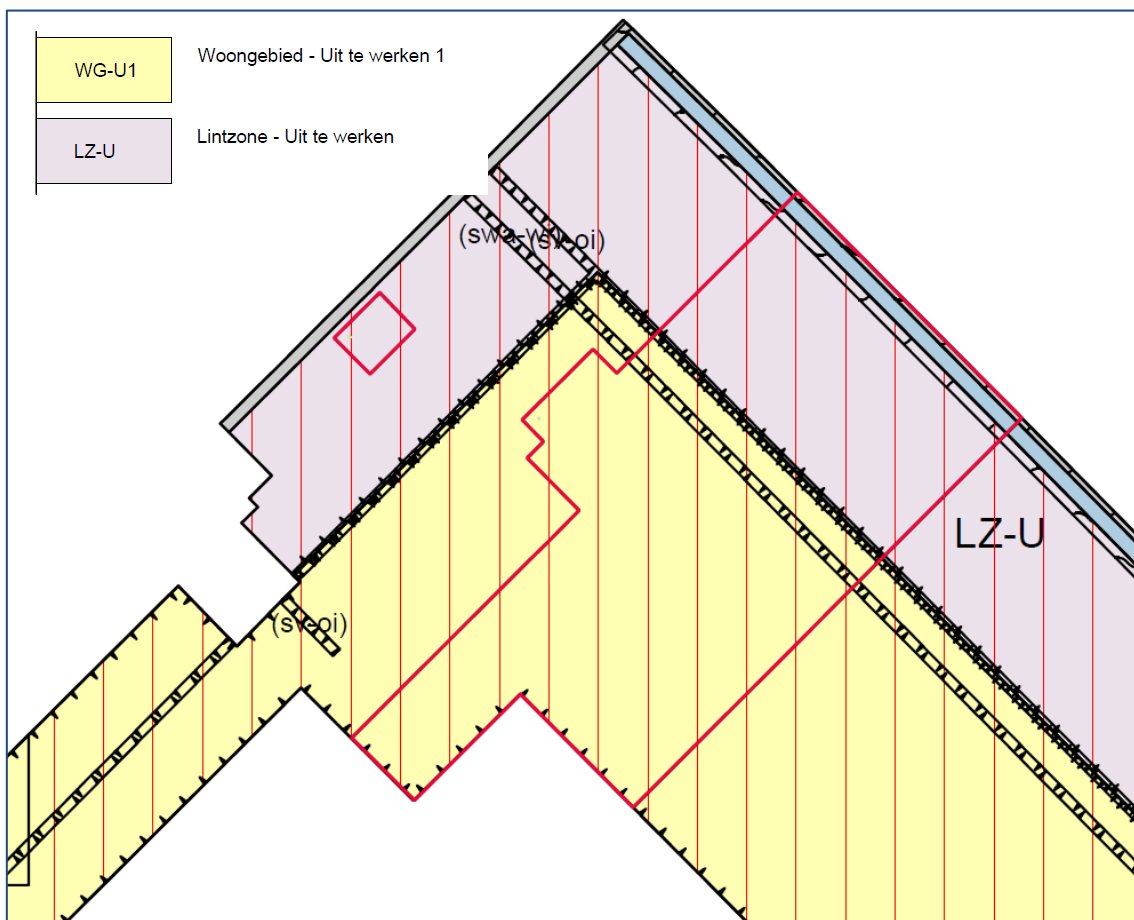 WG-U1
Woongebied - Uit te werken 1
LZ-U
Lintzone - Uit te werken
(sv-oi)
LZ-U
(sv-oi)